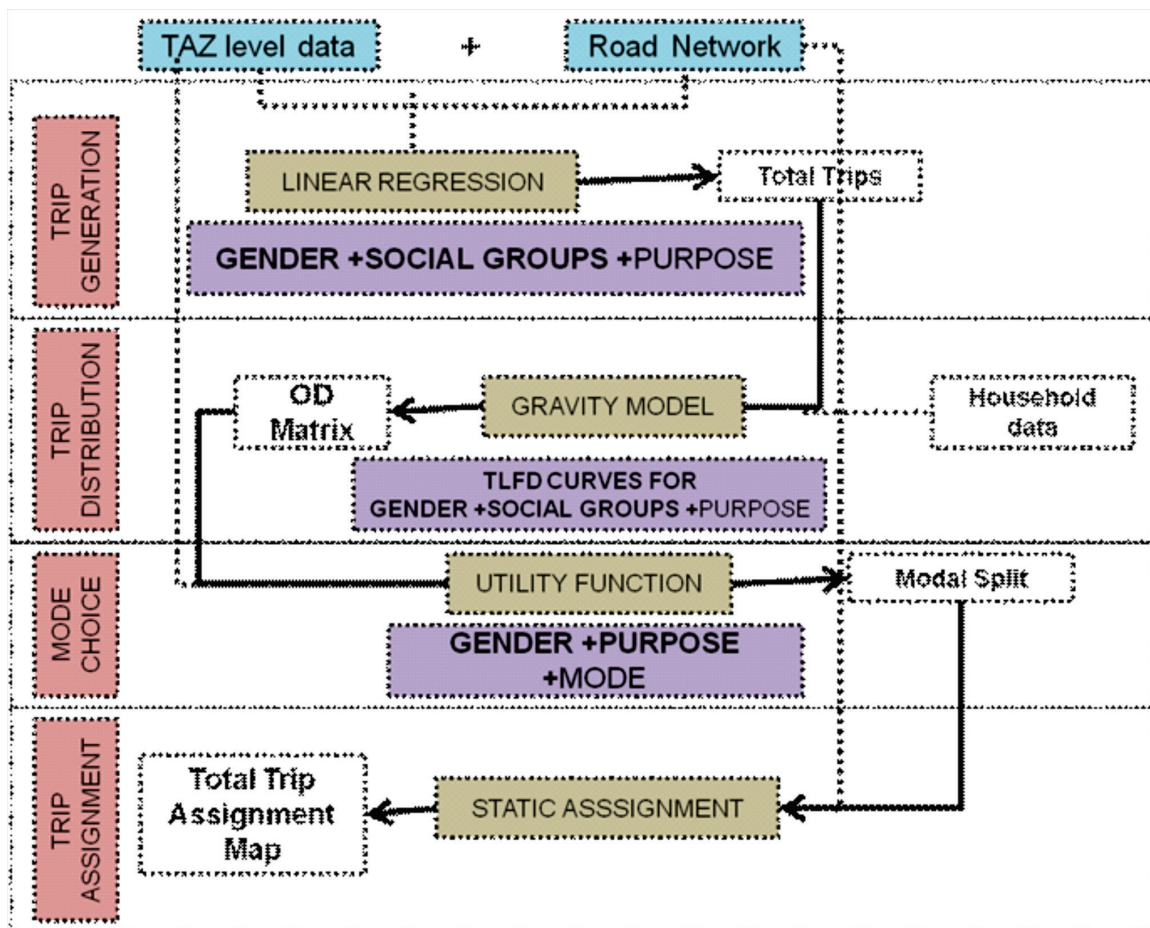 TAZ level data + Road Network
TRIP
GENERATION
LINEAR REGRESSION
Total Trips
GENDER +SOCIAL GROUPS +PURPOSE
TRIP
DISTRIBUTION
OD
Matrix
GRAVITY MODEL
Household
data
TLFD CURVES FOR
GENDER +SOCIAL GROUPS +PURPOSE
MODE
CHOICE
UTILITY FUNCTION
Modal Split
GENDER +PURPOSE
+MODE
TRIP
ASSIGNMENT
Total Trip
Assignment
Map
STATIC ASSSIGNMENT